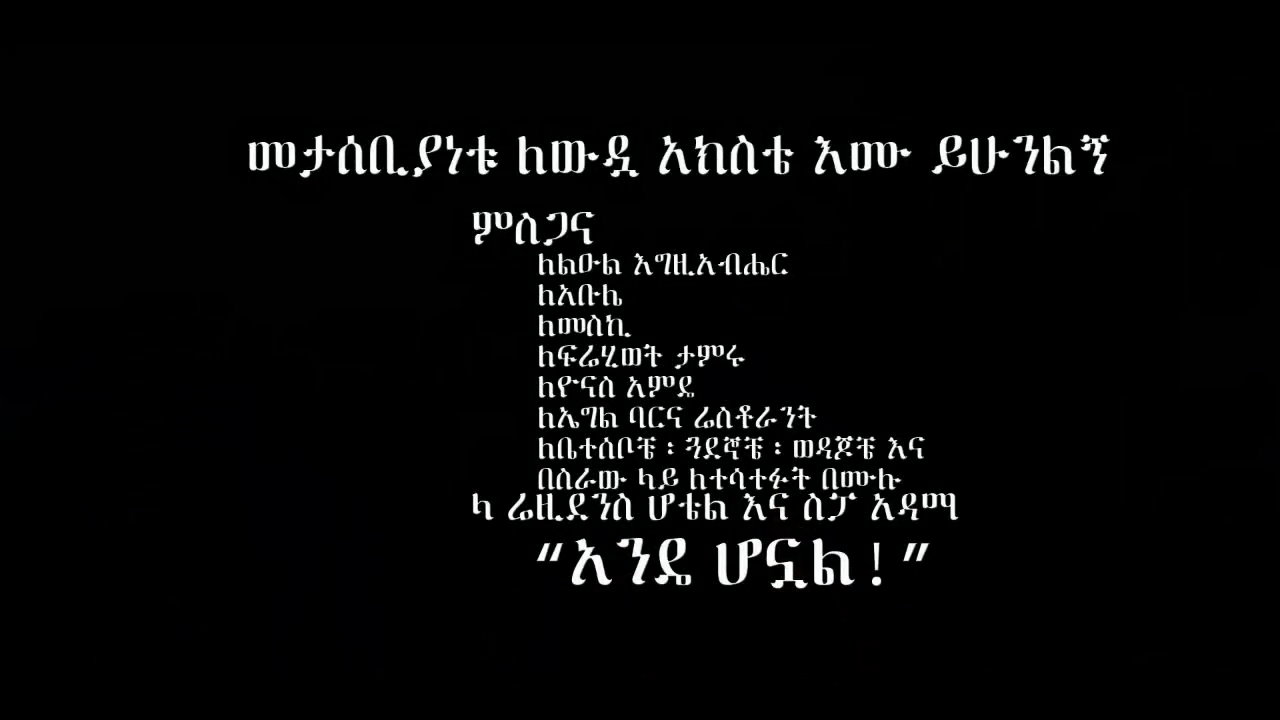 መታሰቢያነቱ ለውዷ አክስቴ እሙ ይሁንልኝ
ምስጋና
ለልዑል እግዚአብሔር
ለአቡሌ
ለመስኪ
ለፍሬሂወት ታምሩ
ለዮናስ አምዴ
ለኤግል ባርና ሬስቶራንት
ለቤተሰቦቼ ፡ ጓደኞቼ ፡ ወዳጆቼ እና
በስራው ላይ ለተሳተፉት በሙሉ
ላ ሬዚደንስ ሆቴል እና ስፓ አዳማ
“አንዴ ሆኗል!”